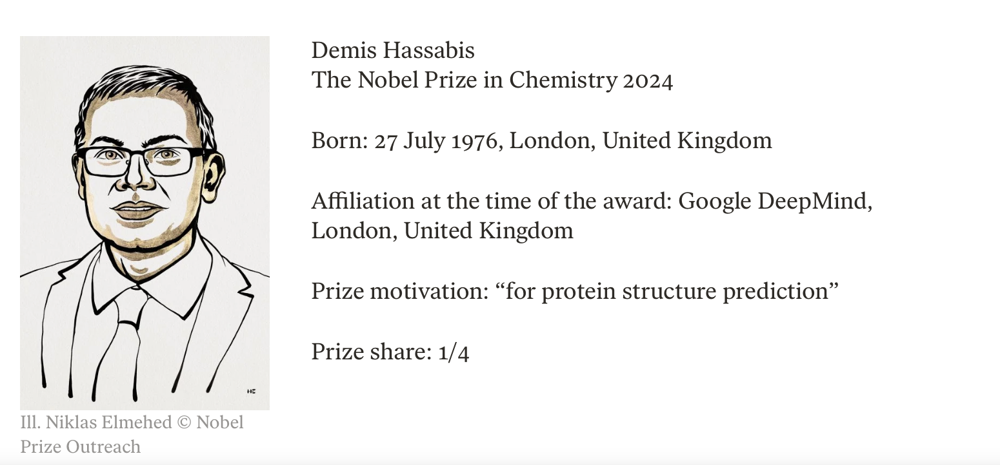 Demis Hassabis
The Nobel Prize in Chemistry 2024
Born: 27 July 1976, London, United Kingdom
Affiliation at the time of the award: Google DeepMind,
London, United Kingdom
Prize motivation: “for protein structure prediction”
Prize share: 1/4
Ill. Niklas Elmehed © Nobel
Prize Outreach